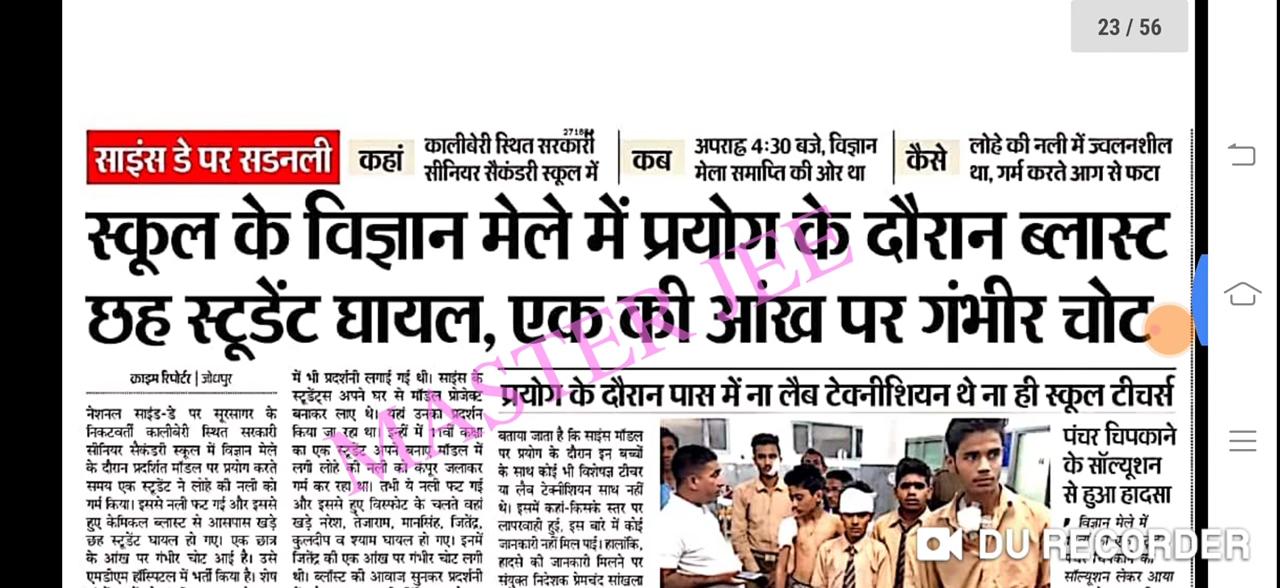 23 / 56
साइंस डे पर सडनली
कहां
कालीबेरी स्थित सरकारी
सीनियर सैकंडरी स्कूल में
कब
अपराह्न 4:30 बजे, विज्ञान
मेला समाप्ति की ओर था
कैसे
लोहे की नली में ज्वलनशील
था, गर्म करते आग से फटा
स्कूल के विज्ञान मेले में प्रयोग के दौरान ब्लास्ट
छह स्टूडेंट घायल, एक की आंख पर गंभीर चोट
MASTER JEE
क्राइम रिपोर्टर | जोधपुर
नेशनल साइंड-डे पर सूरसागर के
निकटवर्ती कालीबेरी स्थित सरकारी
सीनियर सैकंडरी स्कूल में विज्ञान मेले
के दौरान प्रदर्शित मॉडल पर प्रयोग करते
समय एक स्टूडेंट ने लोहे की नली को
गर्म किया। इससे नली फट गई और इससे
हुए केमिकल ब्लास्ट से आसपास खड़े
छह स्टूडेंट घायल हो गए। एक छात्र
के आंख पर गंभीर चोट आई है। उसे
एमडीएम हॉस्पिटल में भर्ती किया है। शेष
में भी प्रदर्शनी लगाई गई थी। साइंस के
स्टूडेंट्स अपने घर से मॉडल प्रोजेक्ट
बनाकर लाए थे। यहां उनका प्रदर्शन
किया जा रहा था। इन्हीं में 11वीं कक्षा
का एक स्टूडेंट अपने बनाए मॉडल में
लगी लोहे की नली को कपूर जलाकर
गर्म कर रहा था। तभी ये नली फट गई
और इससे हुए विस्फोट के चलते वहां
खड़े नरेश, तेजाराम, मानसिंह, जितेंद्र,
कुलदीप व श्याम घायल हो गए। इनमें
जितेंद्र की एक आंख पर गंभीर चोट लगी
थी। ब्लॉस्ट की आवाज सुनकर प्रदर्शनी
प्रयोग के दौरान पास में ना लैब टेक्नीशियन थे ना ही स्कूल टीचर्स
बताया जाता है कि साइंस मॉडल
पर प्रयोग के दौरान इन बच्चों
के साथ कोई भी विशेषज्ञ टीचर
या लैब टेक्नीशियन साथ नहीं
थे। इसमें कहां-किसके स्तर पर
लापरवाही हुई, इस बारे में कोई
जानकारी नहीं मिल पाई। हालांकि,
हादसे की जानकारी मिलने पर
संयुक्त निदेशक प्रेमचंद सांखला
पंचर चिपकाने
के सॉल्यूशन
से हुआ हादसा
विज्ञान मेले में
सॉल्यूशन लेकर आया
DU RECORDER